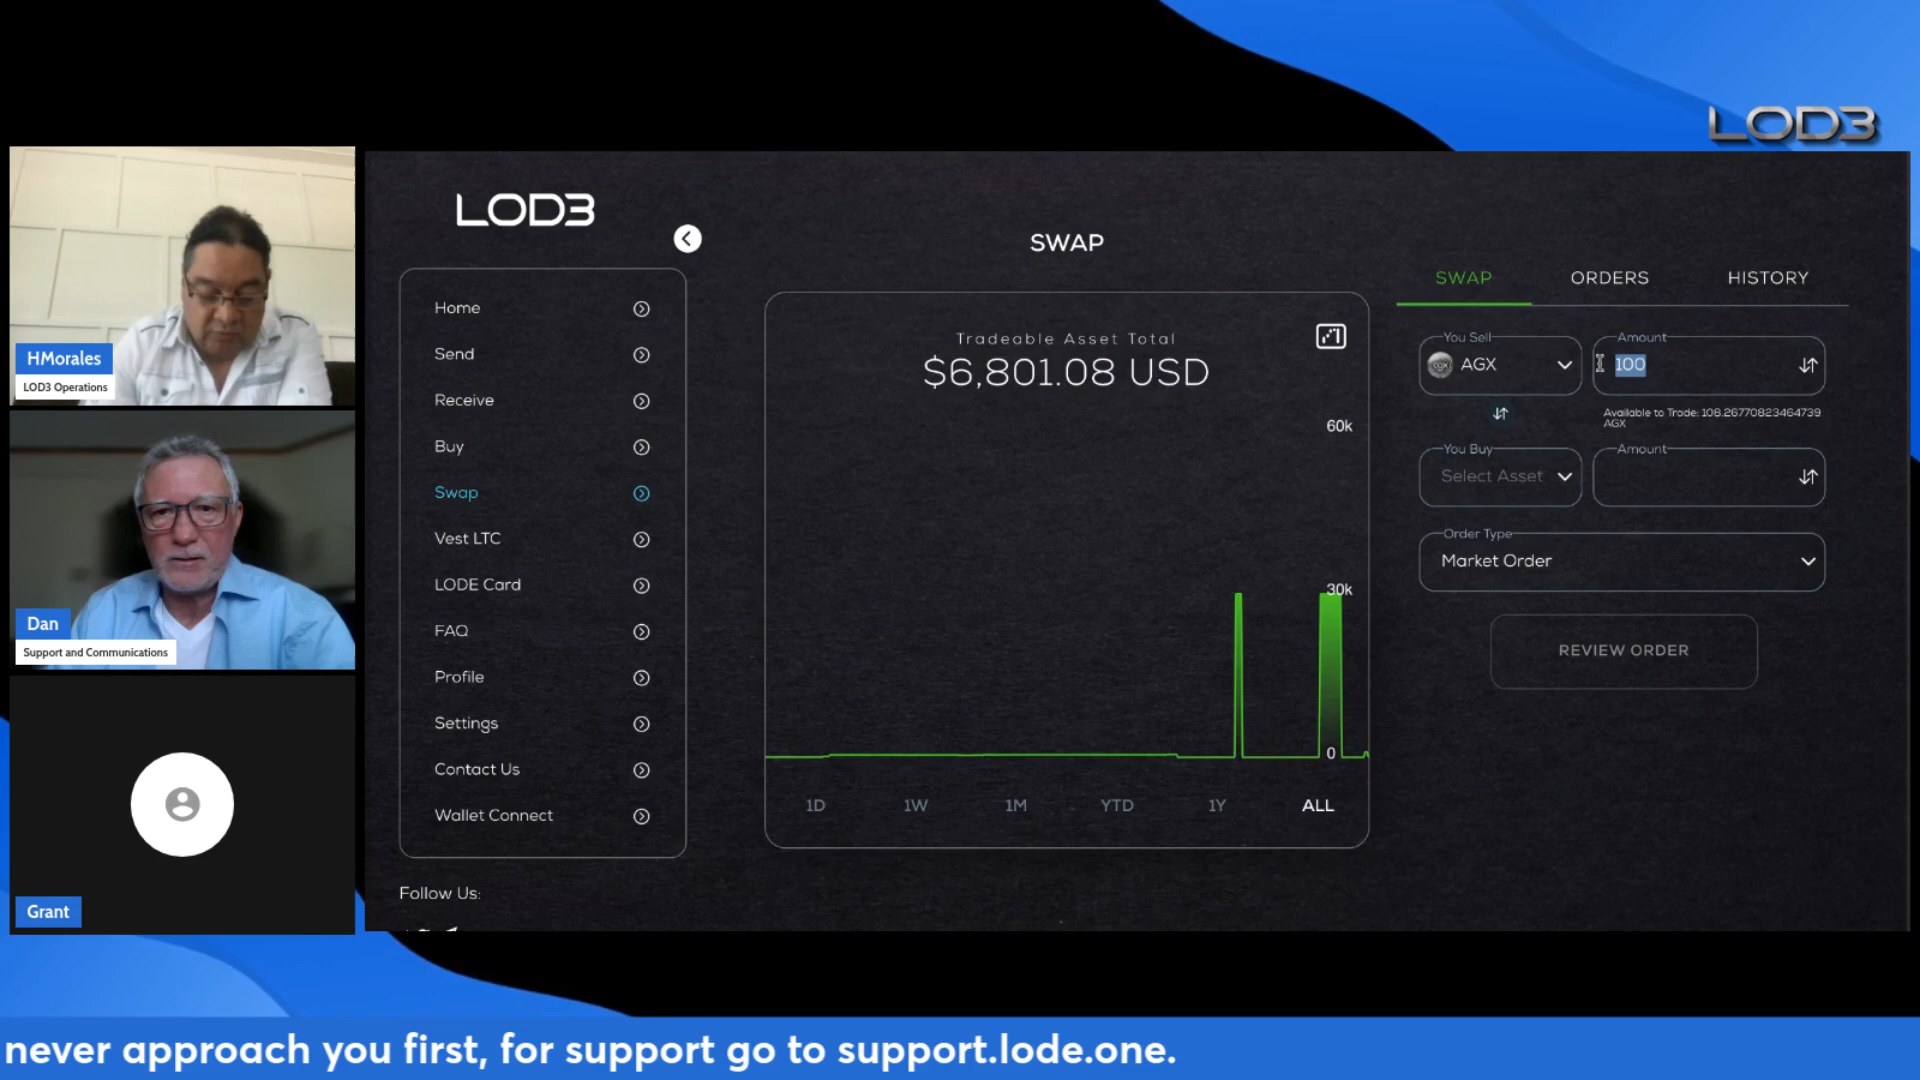 LOD3
HMorales
LOD3 Operations
Dan
Support and Communications
Grant
LOD3
Home
Send
Receive
Buy
Swap
Vest LTC
LODE Card
FAQ
Profile
Settings
Contact Us
Wallet Connect
Follow Us:
SWAP
Tradeable Asset Total
$6,801.08 USD
60k
30k
0
1D 1W 1M YTD 1Y ALL
SWAP ORDERS HISTORY
You Sell Amount
AGX 100
Available to Trade: 108.26770823464739
AGX
You Buy Amount
Select Asset
Order Type
Market Order
REVIEW ORDER
never approach you first, for support go to support.lode.one.